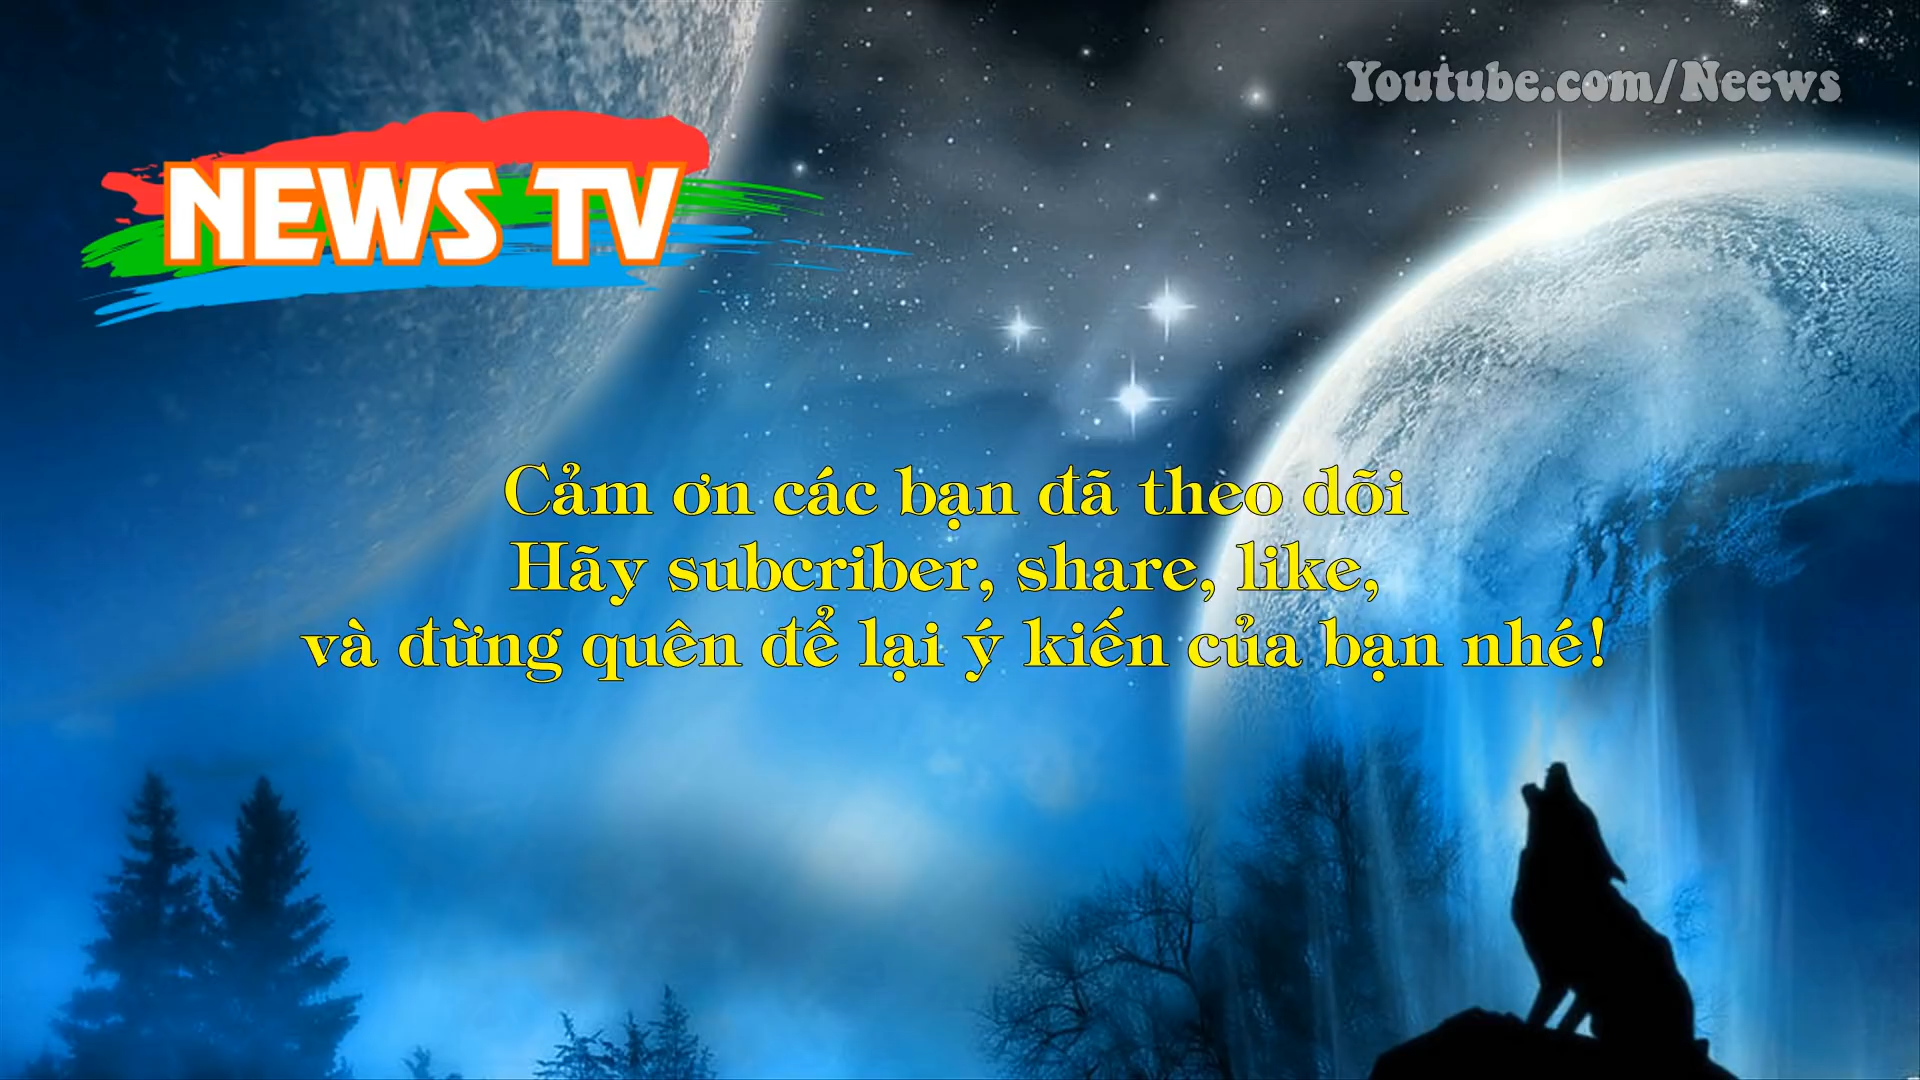 Youtube.com/Neews
NEWS TV
Cảm ơn các bạn đã theo dõi
Hãy subcriber, share, like,
và đừng quên để lại ý kiến của bạn nhé!